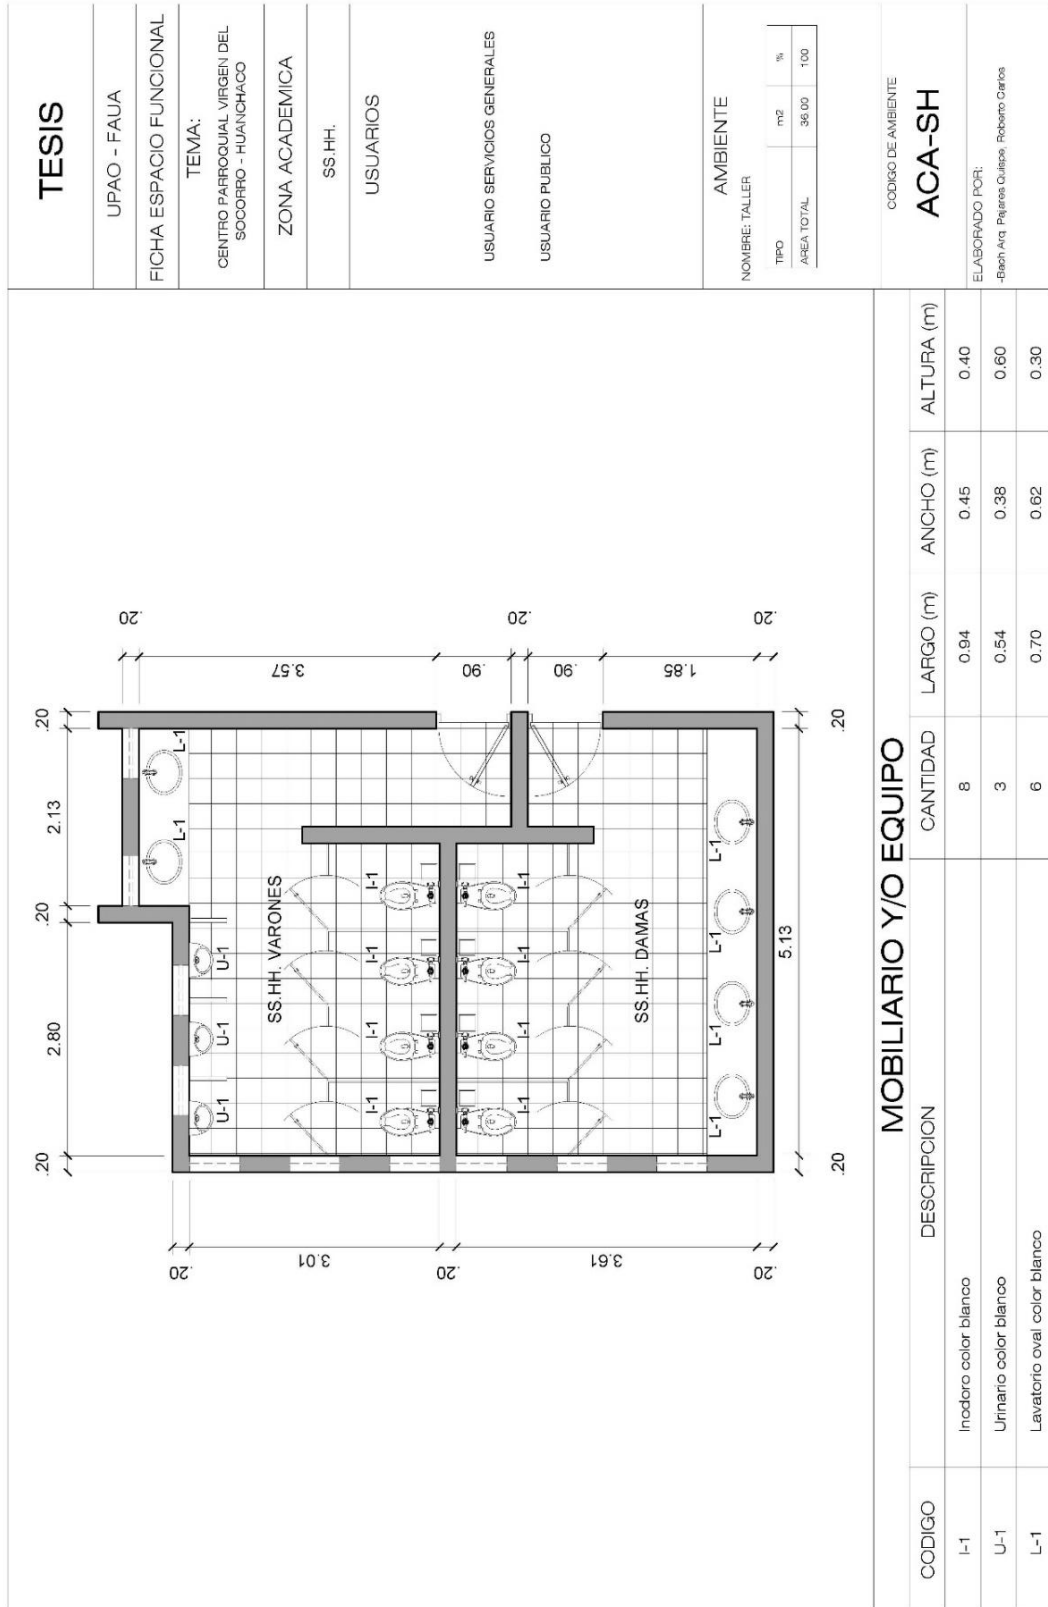 .20 2.80 .20 2.13 .20
.20
.20
L-1 L-1
U-1 U-1 U-1
3.01
3.57
SS.HH. VARONES
I-1 I-1 I-1 I-1
.20
.90
.20
I-1 I-1 I-1 I-1
.90
3.61
SS.HH. DAMAS
1.85
L-1 L-1 L-1 L-1
.20
.20
5.13
.20 .20
MOBILIARIO Y/O EQUIPO
CODIGO DESCRIPCION CANTIDAD LARGO (m) ANCHO (m) ALTURA (m)
I-1 Inodoro color blanco 8 0.94 0.45 0.40
U-1 Urinario color blanco 3 0.54 0.38 0.60
L-1 Lavatorio oval color blanco 6 0.70 0.62 0.30
TESIS
UPAO - FAUA
FICHA ESPACIO FUNCIONAL
TEMA:
CENTRO PARROQUIAL VIRGEN DEL
SOCORRO - HUANCHACO
ZONA ACADEMICA
SS.HH.
USUARIOS
USUARIO SERVICIOS GENERALES
USUARIO PUBLICO
AMBIENTE
NOMBRE: TALLER
TIPO m2 %
AREA TOTAL 36.00 100
CODIGO DE AMBIENTE
ACA-SH
ELABORADO POR:
-Bach Arq. Pajares Quispe, Roberto Carlos